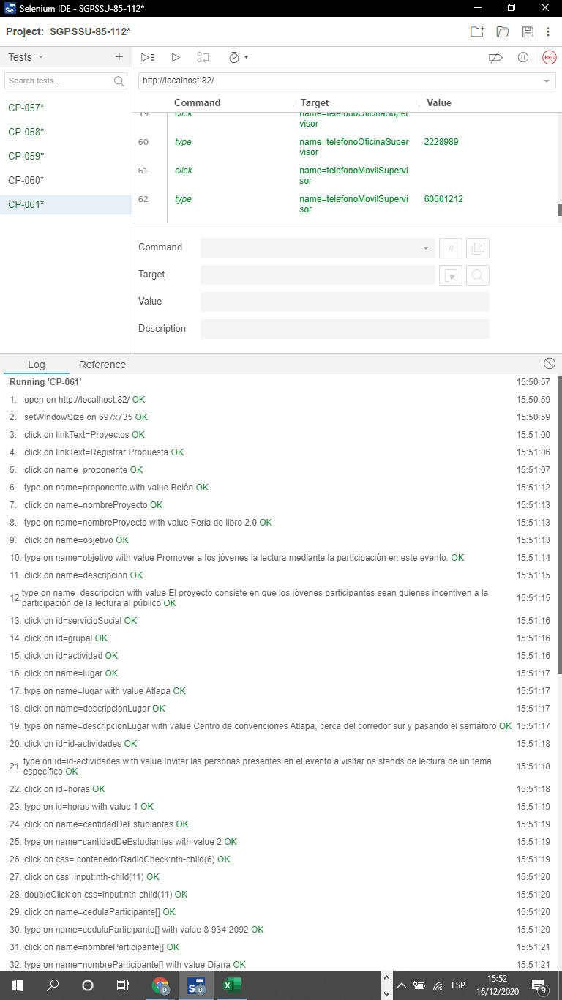 Selenium IDE - SGPSSU-85-112*
Project: SGPSSU-85-112*
Tests
REC
Search tests...
http://localhost:82/
Command Target Value
CP-057*
CP-058*
CP-059*
CP-060*
CP-061*
59 click name=telefonoOficinaSuper
visor
60 type name=telefonoOficinaSuper 2228989
visor
61 click name=telefonoMovilSupervi
sor
62 type name=telefonoMovilSupervi 60601212
sor
Command //
Target
Value
Description
Log Reference
Running 'CP-061' 15:50:57
1. open on http://localhost:82/ OK 15:50:59
2. setWindowSize on 697x735 OK 15:50:59
3. click on linkText=Proyectos OK 15:51:00
4. click on linkText=Registrar Propuesta OK 15:51:06
5. click on name=proponente OK 15:51:07
6. type on name=proponente with value Belén OK 15:51:12
7. click on name=nombreProyecto OK 15:51:13
8. type on name=nombreProyecto with value Feria de libro 2.0 OK 15:51:13
9. click on name=objetivo OK 15:51:13
10. type on name=objetivo with value Promover a los jóvenes la lectura mediante la participación en este evento. OK 15:51:14
11. click on name=descripcion OK 15:51:15
12. type on name=descripcion with value El proyecto consiste en que los jóvenes participantes sean quienes incentiven a la 15:51:15
participación de la lectura al público OK
13. click on id=servicioSocial OK 15:51:16
14. click on id=grupal OK 15:51:16
15. click on id=actividad OK 15:51:16
16. click on name=lugar OK 15:51:17
17. type on name=lugar with value Atlapa OK 15:51:17
18. click on name=descripcionLugar OK 15:51:17
19. type on name=descripcionLugar with value Centro de convenciones Atlapa, cerca del corredor sur y pasando el semáforo OK 15:51:17
20. click on id=id-actividades OK 15:51:18
21. type on id=id-actividades with value Invitar las personas presentes en el evento a visitar os stands de lectura de un tema 15:51:18
específico OK
22. click on id=horas OK 15:51:18
23. type on id=horas with value 1 OK 15:51:19
24. click on name=cantidadDeEstudiantes OK 15:51:19
25. type on name=cantidadDeEstudiantes with value 2 OK 15:51:19
26. click on css=.contenedorRadioCheck:nth-child(6) OK 15:51:19
27. click on css=input:nth-child(11) OK 15:51:20
28. doubleClick on css=input:nth-child(11) OK 15:51:20
29. click on name=cedulaParticipante[] OK 15:51:20
30. type on name=cedulaParticipante[] with value 8-934-2092 OK 15:51:20
31. click on name=nombreParticipante[] OK 15:51:21
32. type on name=nombreParticipante[] with value Diana OK 15:51:21
ESP
15:52
16/12/2020
9